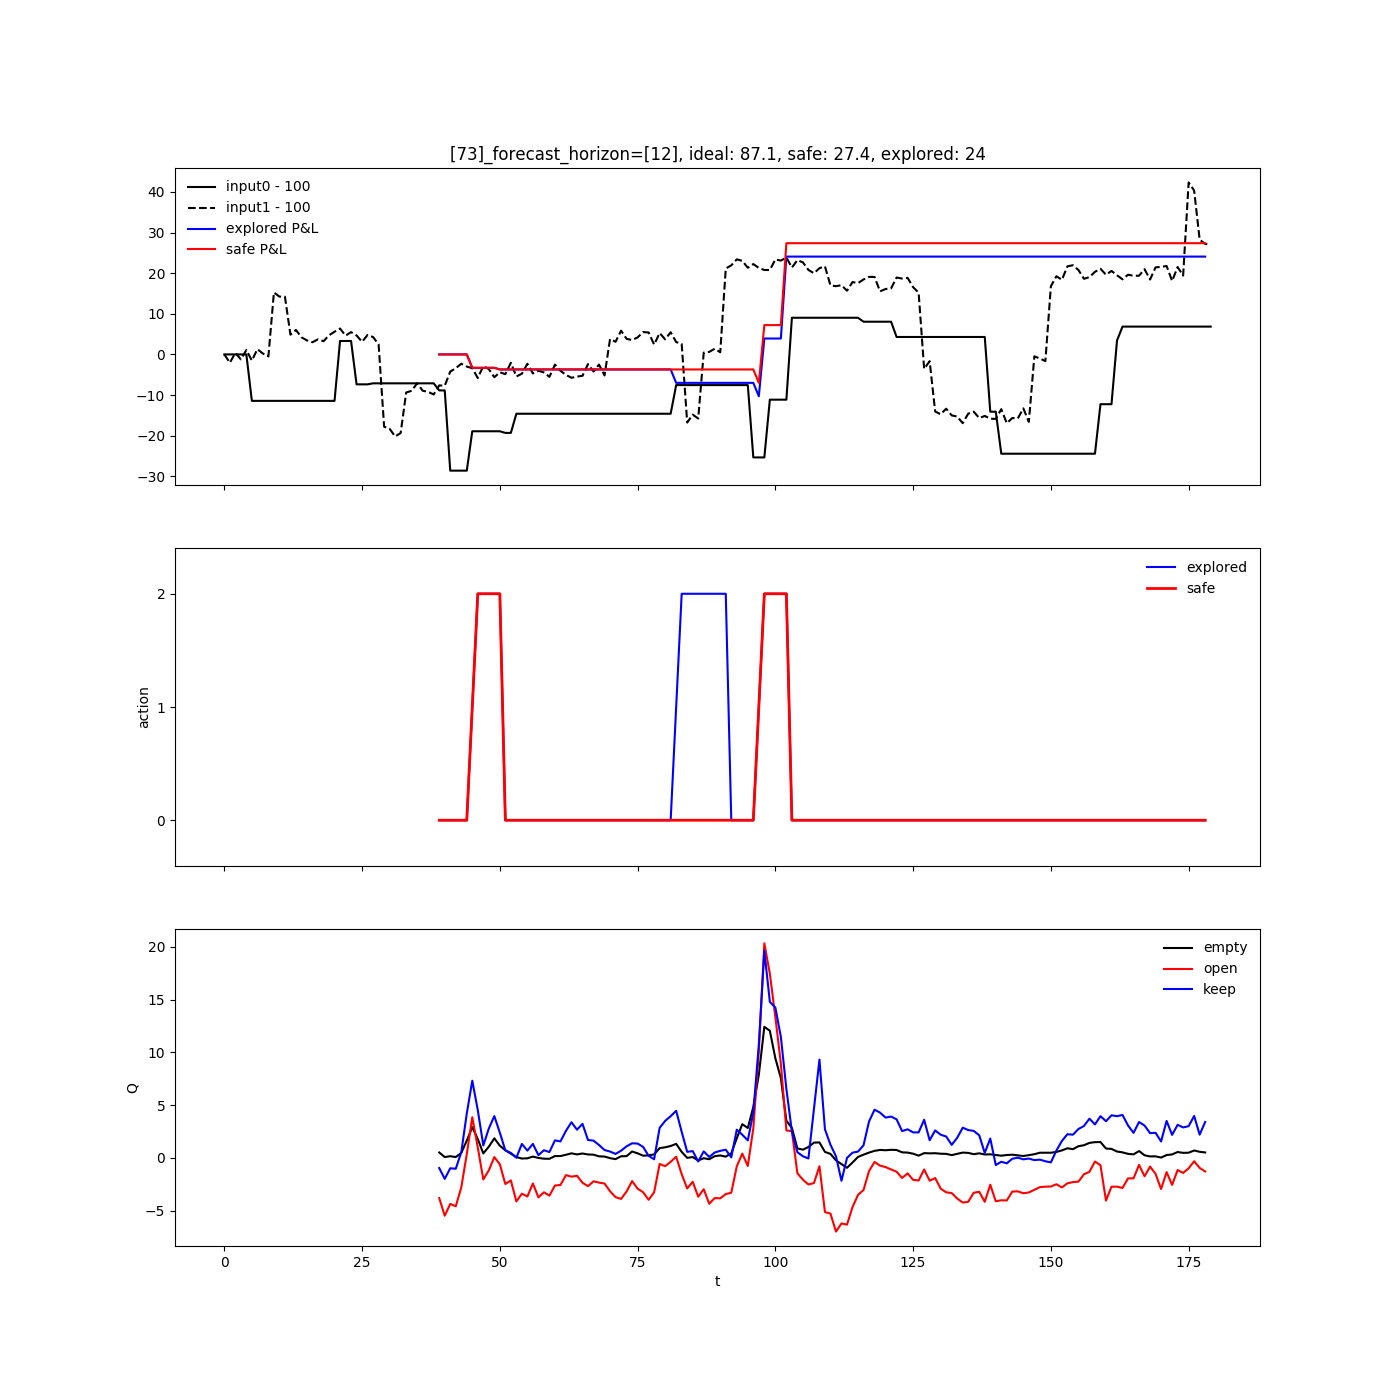 [73]_forecast_horizon=[12], ideal: 87.1, safe: 27.4, explored: 24
input0 - 100
input1 - 100
explored P&L
safe P&L
40
30
20
10
0
−10
−20
−30
explored
safe
2
1
0
action
empty
open
keep
20
15
10
5
0
−5
Q
0 25 50 75 100 125 150 175
t